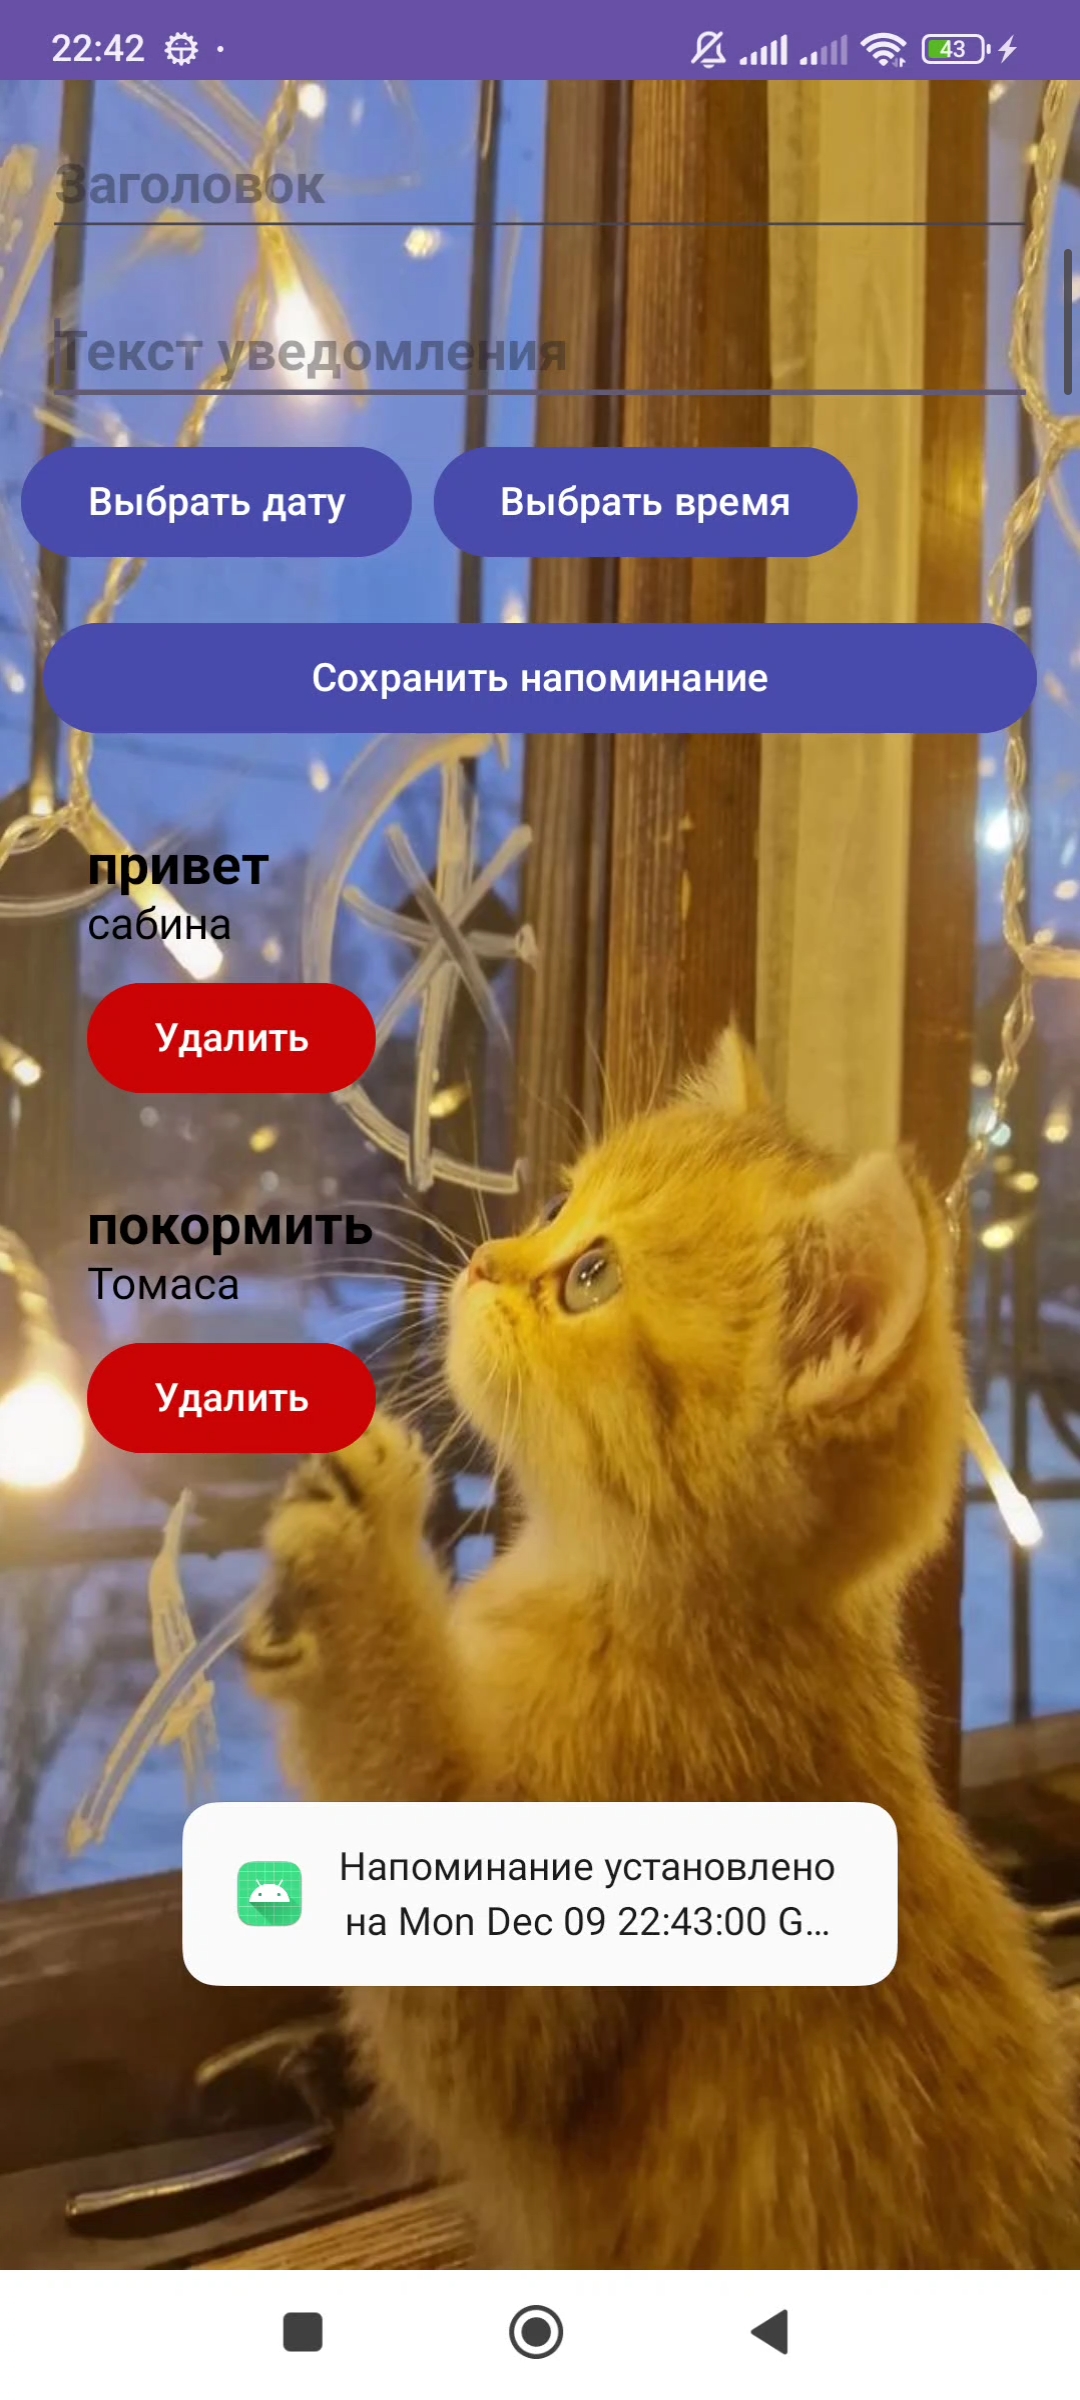 22:42
43
Заголовок
Текст уведомления
Выбрать дату
Выбрать время
Сохранить напоминание
привет
сабина
Удалить
покормить
Томаса
Удалить
Напоминание установлено
на Mon Dec 09 22:43:00 G...